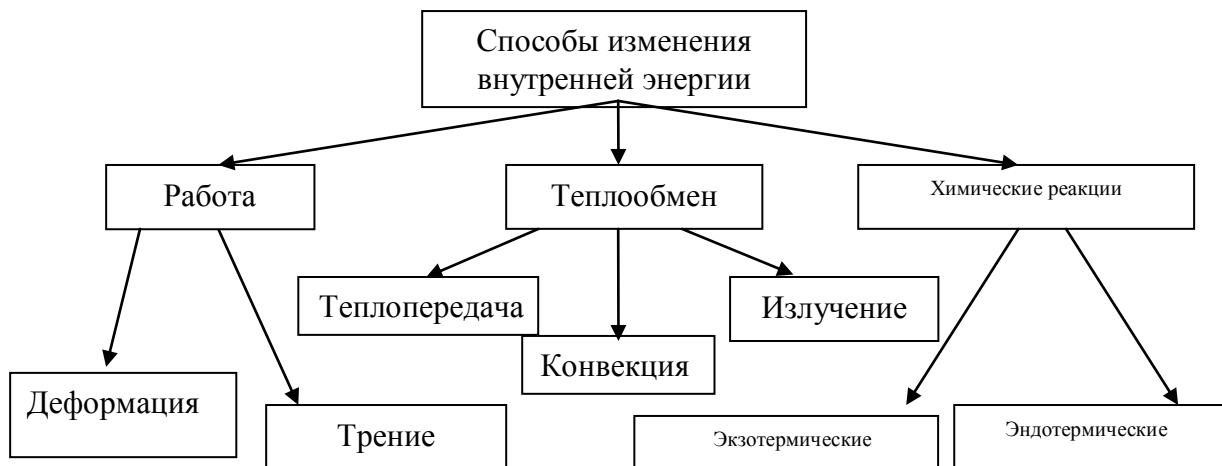 Способы изменения
внутренней энергии
Работа
Теплообмен
Химические реакции
Теплопередача
Излучение
Конвекция
Деформация
Трение
Экзотермические
Эндотермические